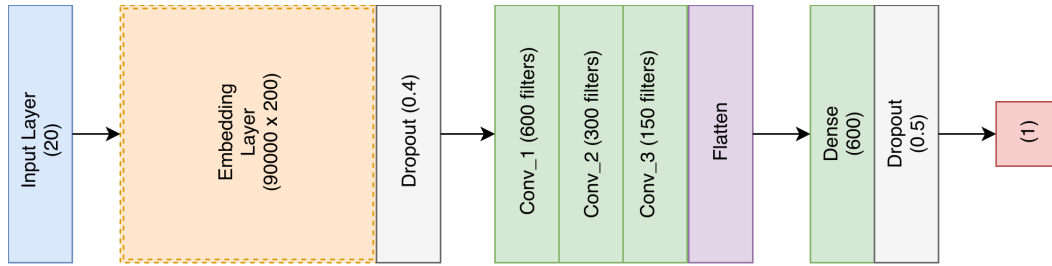 Input Layer
(20)
Embedding
Layer
(90000 x 200)
Dropout (0.4)
Conv_1 (600 filters)
Conv_2 (300 filters)
Conv_3 (150 filters)
Flatten
Dense
(600)
Dropout
(0.5)
(1)